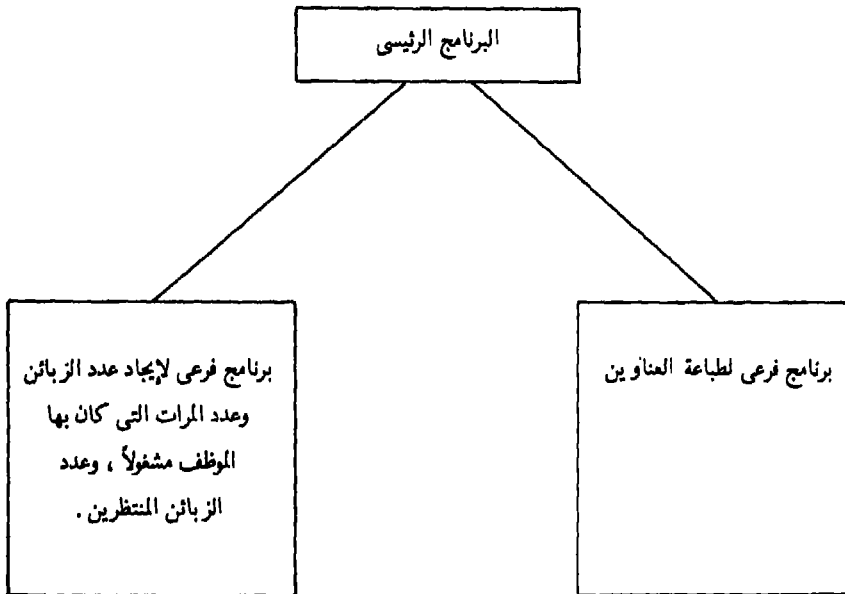 البرنامج الرئيسى
برنامج فرعى لطباعة العناوين
برنامج فرعى لإيجاد عدد الزبائن
وعدد المرات التى كان بها
الموظف مشغولاً ، وعدد
الزبائن المنتظرين .